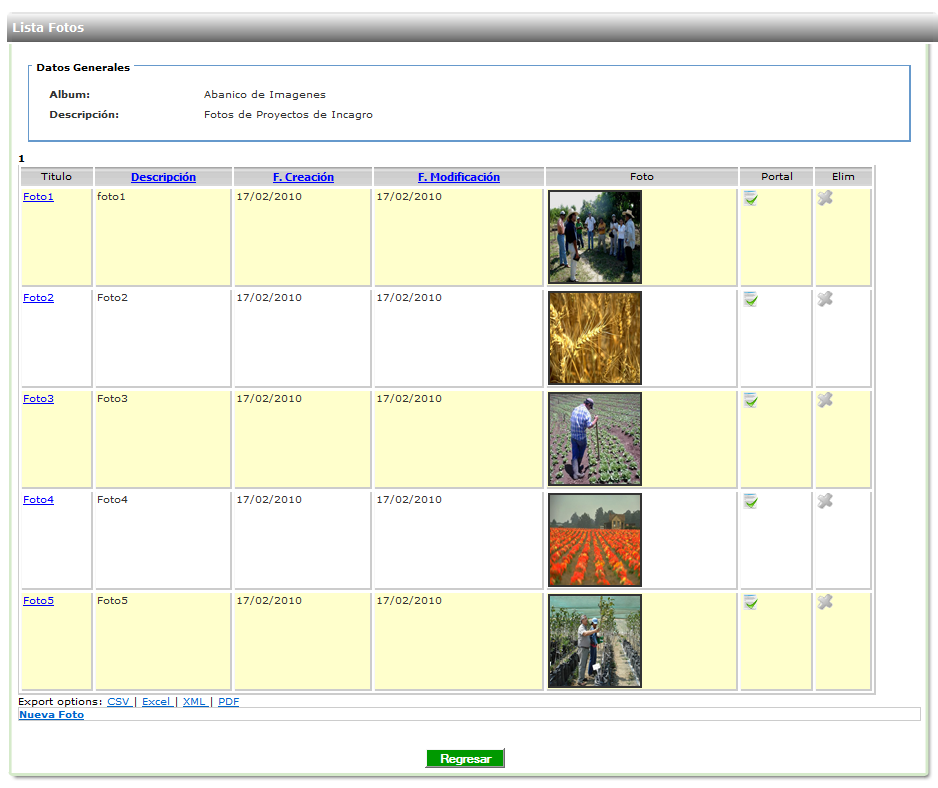 Lista Fotos
Datos Generales
Album: Abanico de Imagenes
Descripción: Fotos de Proyectos de Incagro
1
Titulo Descripción F. Creación F. Modificación Foto Portal Elim
Foto1 foto1 17/02/2010 17/02/2010
Foto2 Foto2 17/02/2010 17/02/2010
Foto3 Foto3 17/02/2010 17/02/2010
Foto4 Foto4 17/02/2010 17/02/2010
Foto5 Foto5 17/02/2010 17/02/2010
Export options: CSV | Excel | XML | PDF
Nueva Foto
Regresar